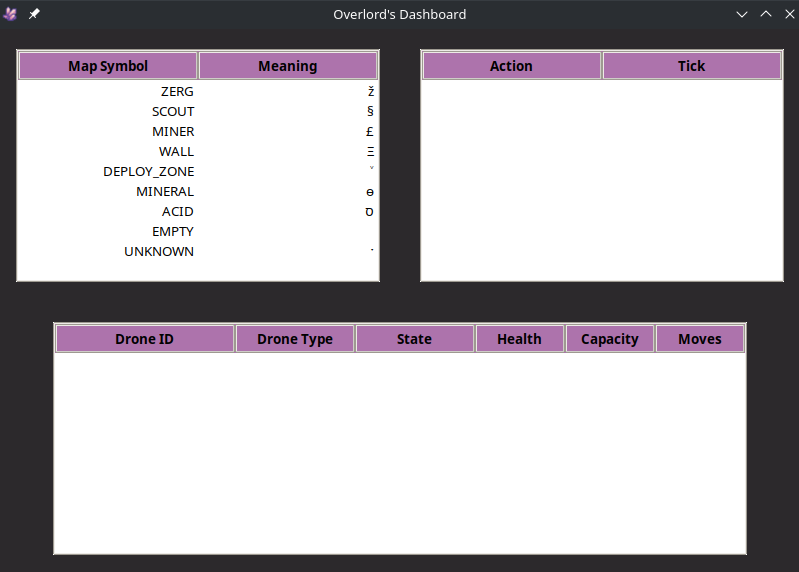 Overlord's Dashboard
Map Symbol Meaning
ZERG ž
SCOUT §
MINER £
WALL Ξ
DEPLOY_ZONE ˅
MINERAL ɵ
ACID ס
EMPTY
UNKNOWN ·
Action Tick
Drone ID Drone Type State Health Capacity Moves